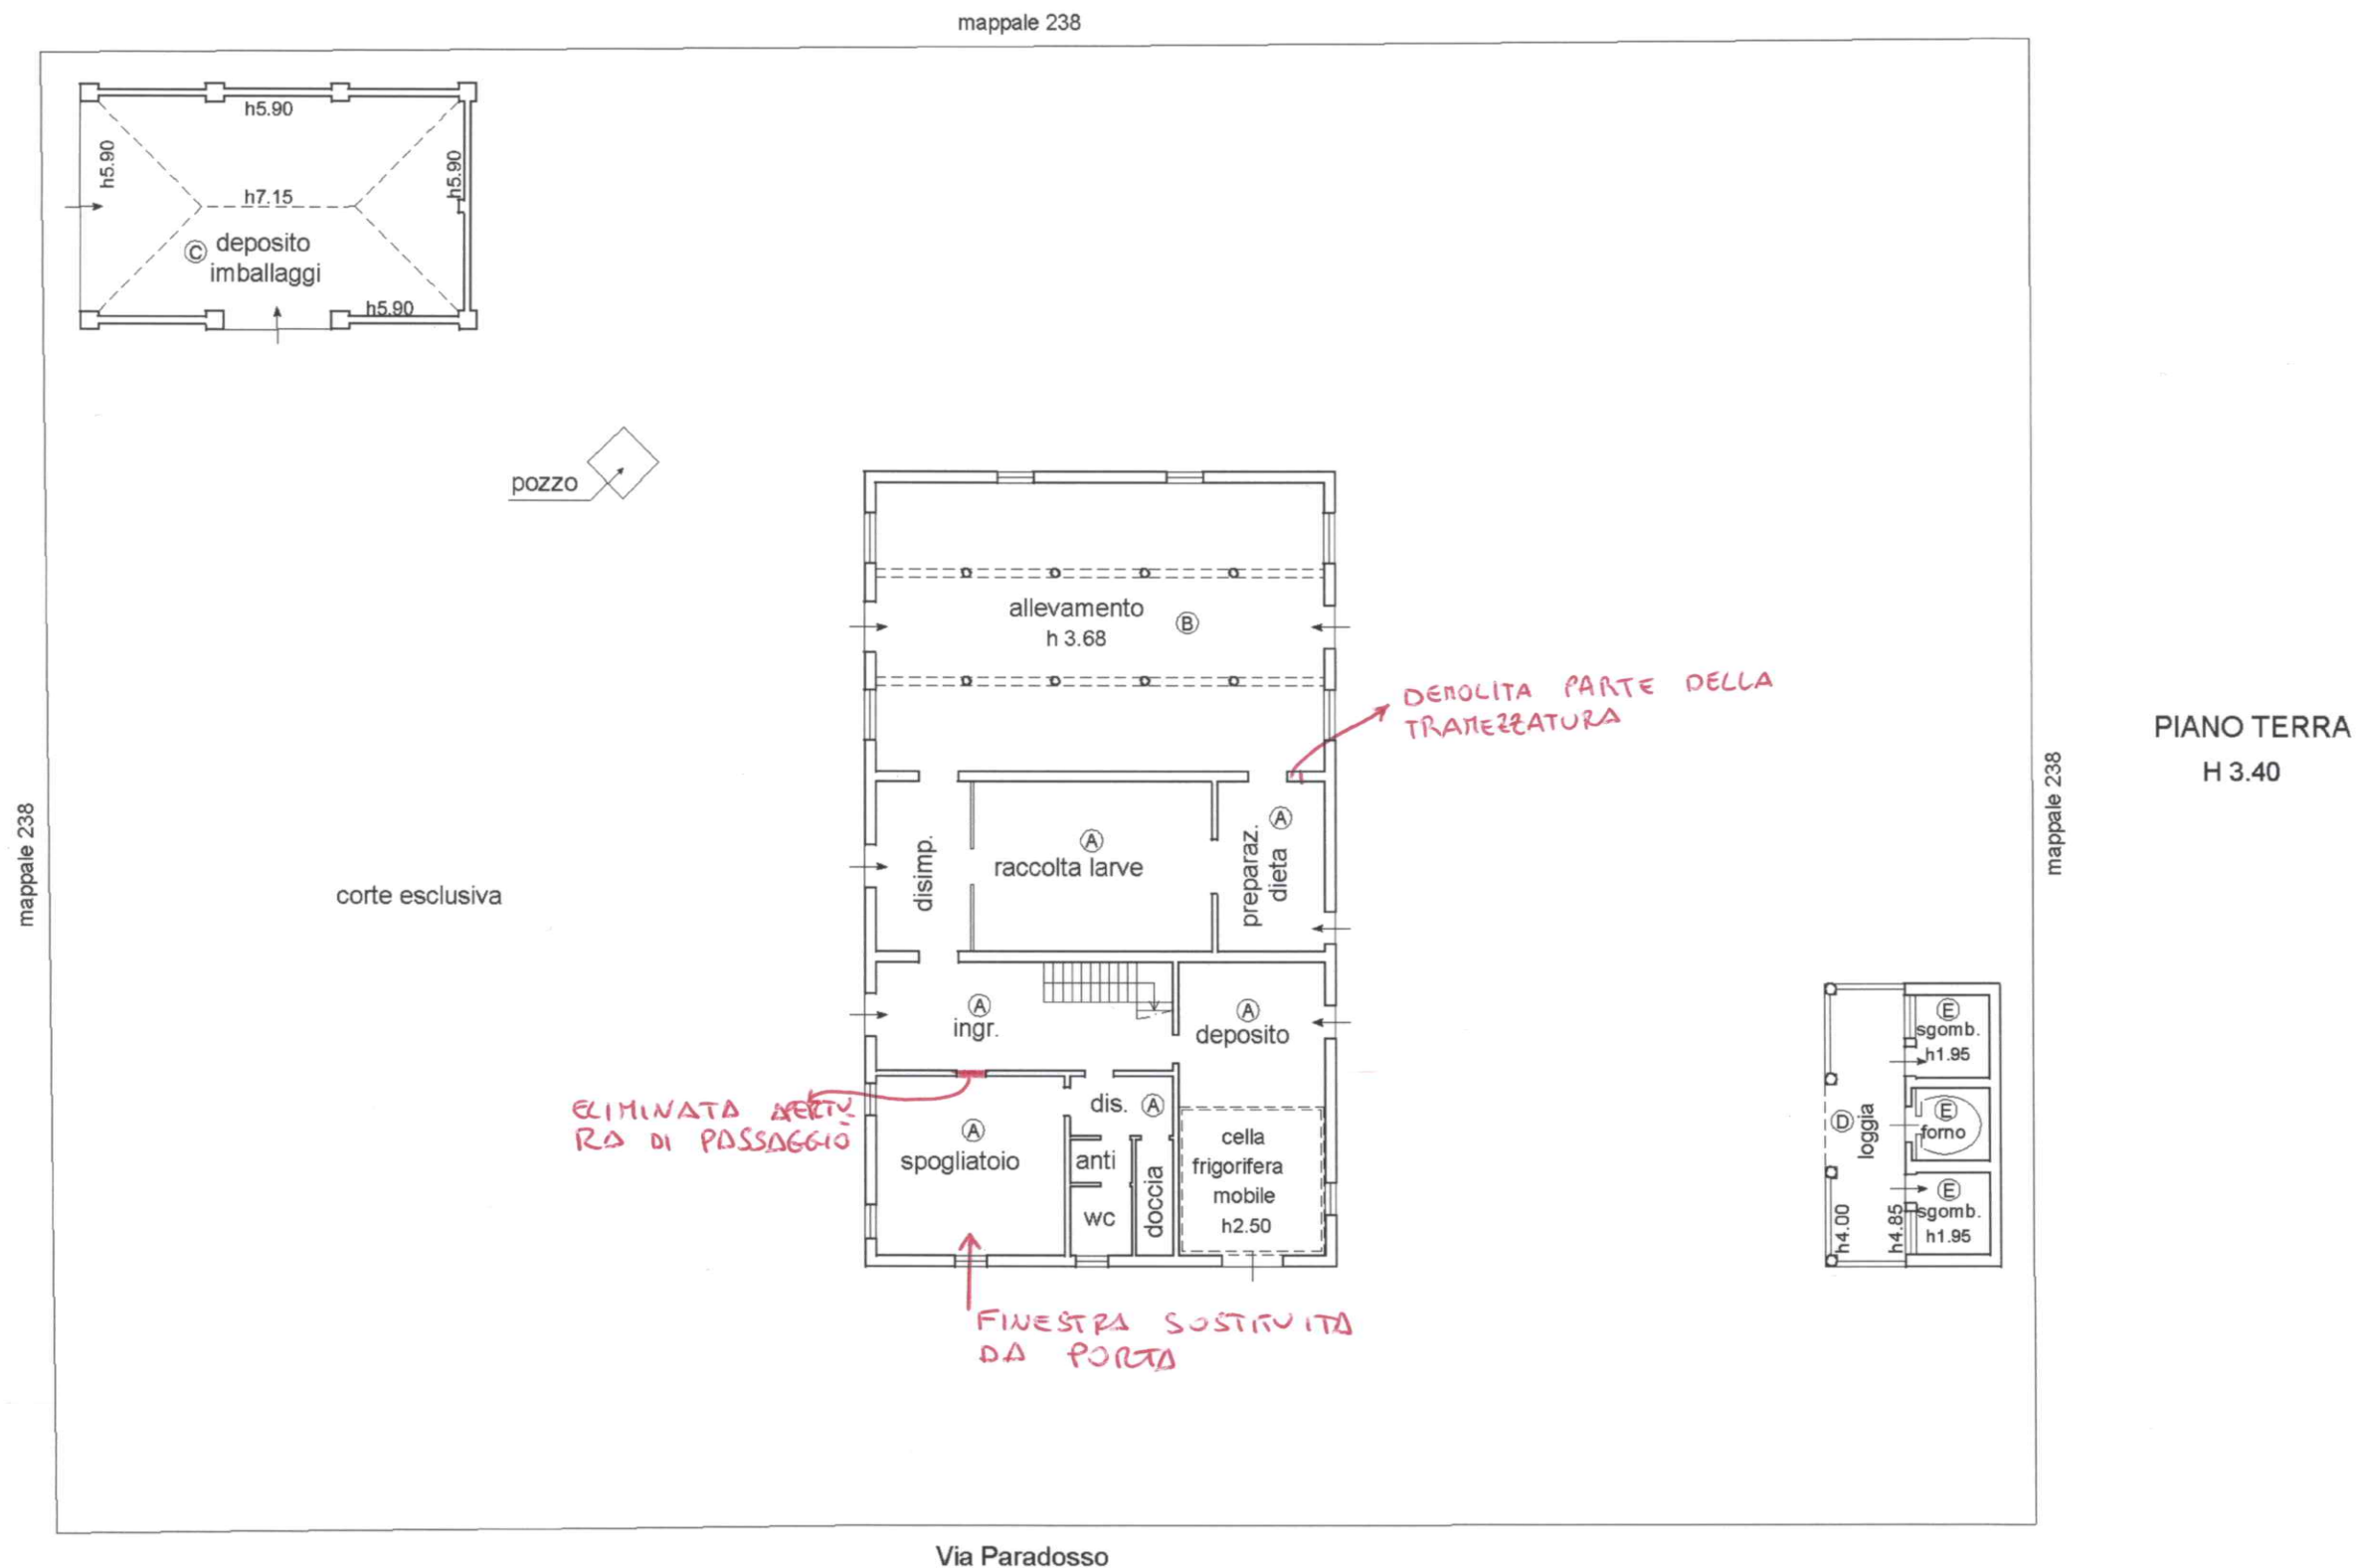 mappale 238
h5.90
h5.90
h5.90
h7.15
Ⓒ deposito
imballaggi
h5.90
pozzo
allevamento Ⓑ
h 3.68
DEMOLITA PARTE DELLA
TRAMEZZATURA
PIANO TERRA
H 3.40
mappale 238
mappale 238
corte esclusiva
disimp.
Ⓐ
raccolta larve
Ⓐ
preparaz.
dieta
Ⓐ
ingr.
Ⓐ
deposito
ELIMINATA APERTU
RA DI PASSAGGIO
dis. Ⓐ
Ⓐ
spogliatoio
anti
wc
doccia
cella
frigorifera
mobile
h2.50
Ⓔ
sgomb.
h1.95
Ⓓ
loggia
Ⓔ
forno
Ⓔ
sgomb.
h1.95
h4.00
h4.85
FINESTRA SOSTITUITA
DA PORTA
Via Paradosso